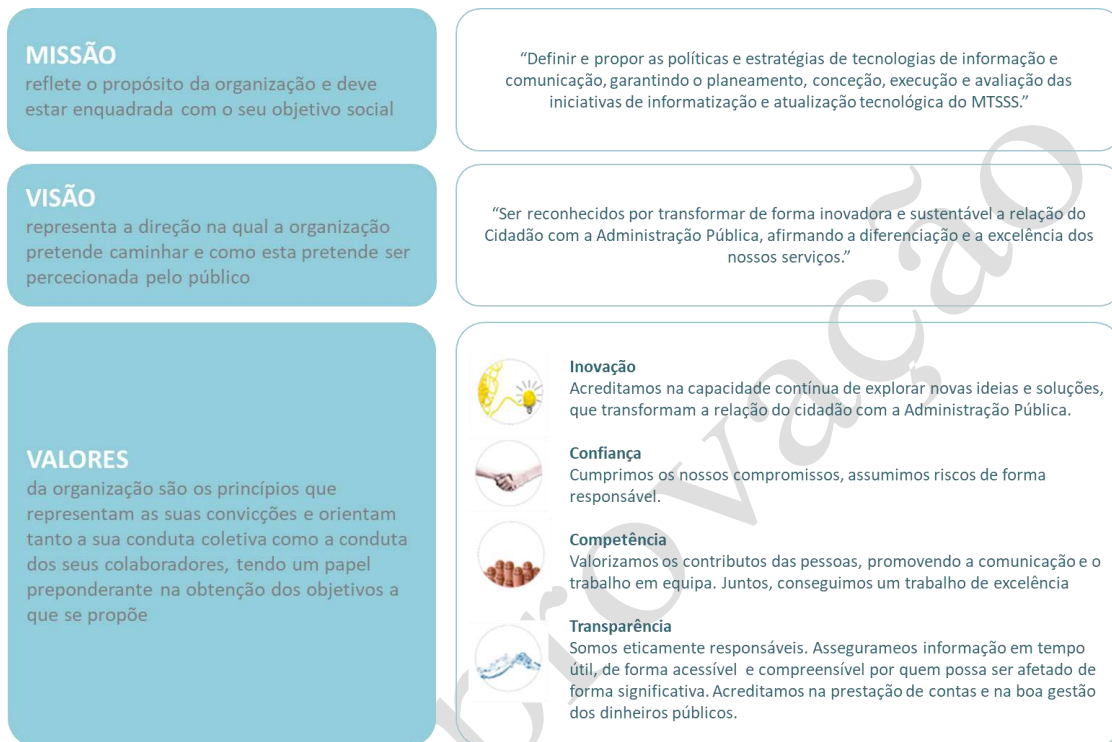 MISSÃO
reflete o propósito da organização e deve
estar enquadrada com o seu objetivo social
“Definir e propor as políticas e estratégias de tecnologias de informação e
comunicação, garantindo o planeamento, conceção, execução e avaliação das
iniciativas de informatização e atualização tecnológica do MTSSS.”
VISÃO
representa a direção na qual a organização
pretende caminhar e como esta pretende ser
percecionada pelo público
“Ser reconhecidos por transformar de forma inovadora e sustentável a relação do
Cidadão com a Administração Pública, afirmando a diferenciação e a excelência dos
nossos serviços.”
VALORES
da organização são os princípios que
representam as suas convicções e orientam
tanto a sua conduta coletiva como a conduta
dos seus colaboradores, tendo um papel
preponderante na obtenção dos objetivos a
que se propõe
Inovação
Acreditamos na capacidade contínua de explorar novas ideias e soluções,
que transformam a relação do cidadão com a Administração Pública.
Confiança
Cumprimos os nossos compromissos, assumimos riscos de forma
responsável.
Competência
Valorizamos os contributos das pessoas, promovendo a comunicação e o
trabalho em equipa. Juntos, conseguimos um trabalho de excelência
Transparência
Somos eticamente responsáveis. Assegurameos informação em tempo
útil, de forma acessível e compreensível por quem possa ser afetado de
forma significativa. Acreditamos na prestação de contas e na boa gestão
dos dinheiros públicos.
rovação